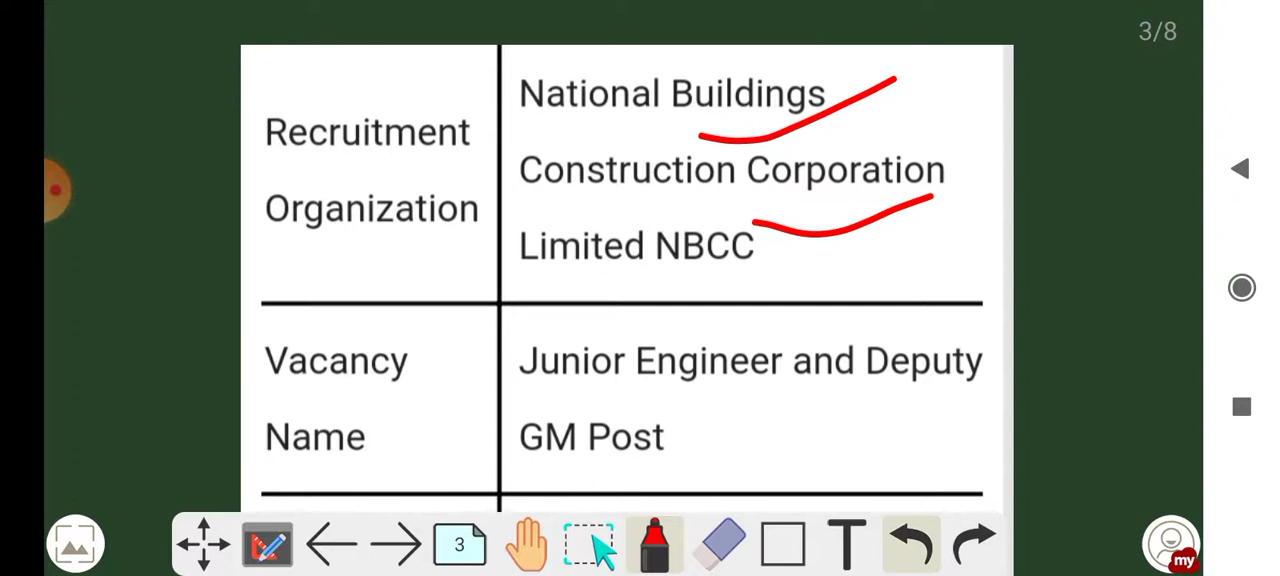 3/8
Recruitment
Organization
National Buildings
Construction Corporation
Limited NBCC
Vacancy
Name
Junior Engineer and Deputy
GM Post
3
T
my